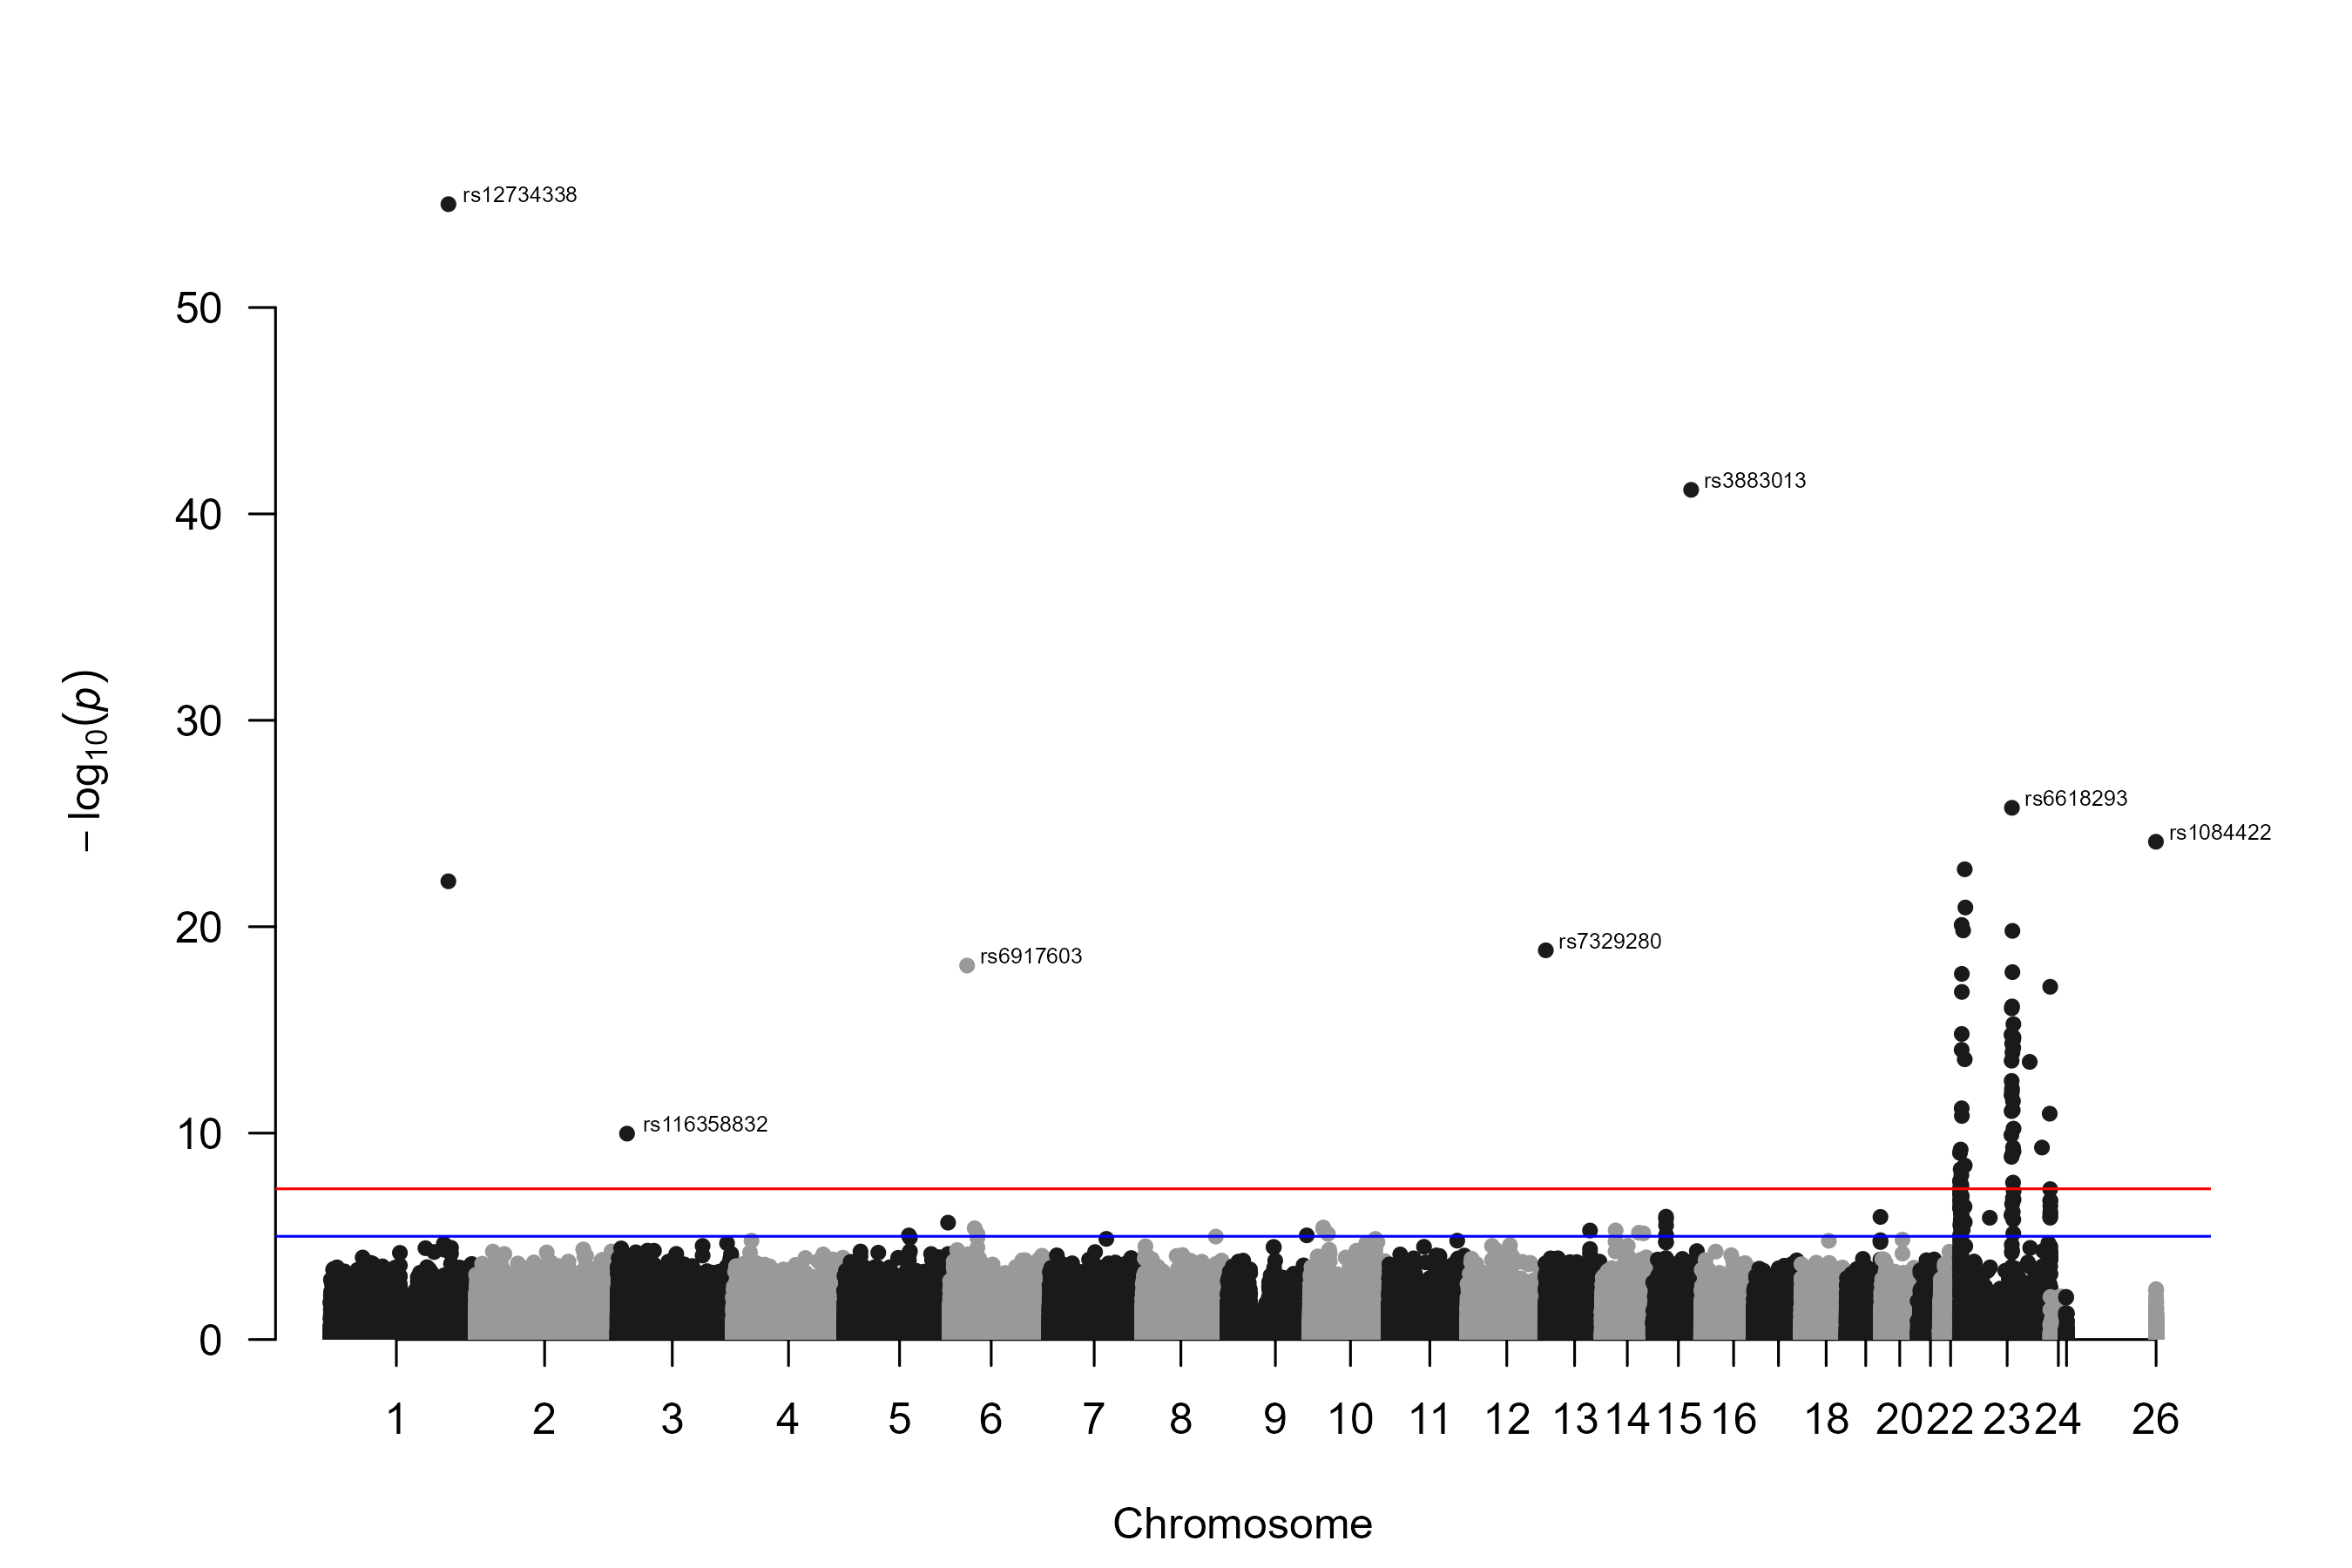 rs12734338
50
rs3883013
40
30
− log10(p)
rs6618293
rs1084422
20
rs7329280
rs6917603
10
rs116358832
0
1 2 3 4 5 6 7 8 9 10 11 12 13 14 15 16 18 20 22 23 24 26
Chromosome